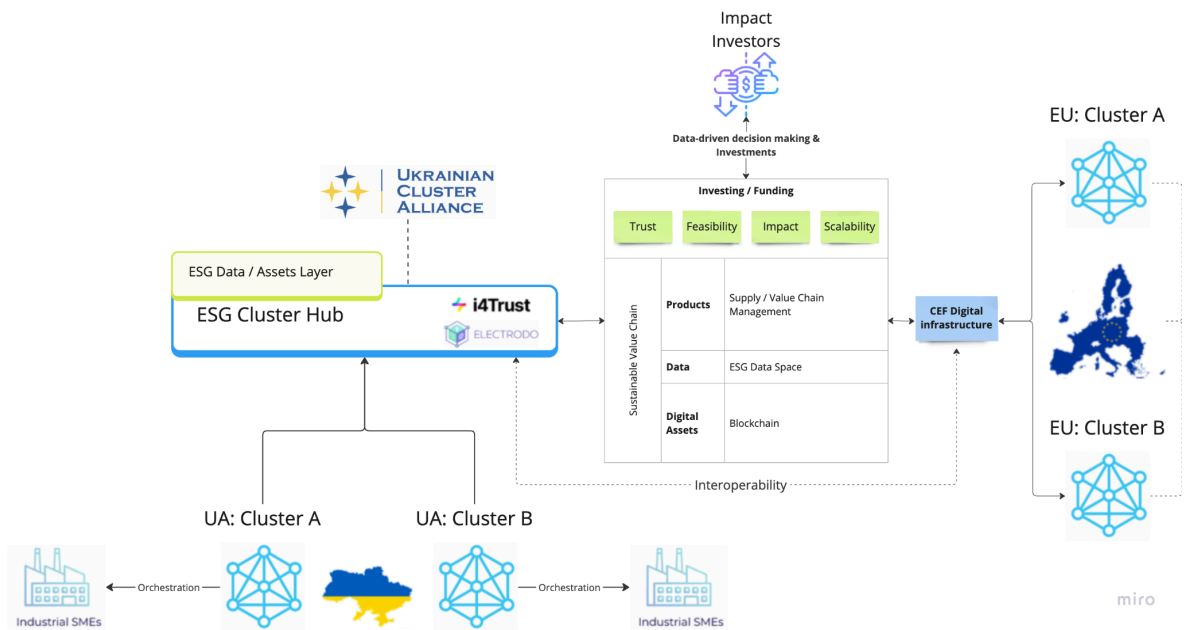 Impact
Investors
Data-driven decision making &
Investments
EU: Cluster A
UKRAINIAN
CLUSTER
ALLIANCE
Investing / Funding
Trust
Feasibility
Impact
Scalability
ESG Data / Assets Layer
ESG Cluster Hub
i4Trust
ELECTRODO
Sustainable Value Chain
Products
Supply / Value Chain
Management
Data
ESG Data Space
Digital
Assets
Blockchain
CEF Digital
infrastructure
EU: Cluster B
Interoperability
UA: Cluster A
UA: Cluster B
Orchestration
Orchestration
Industrial SMEs
Industrial SMEs
miro